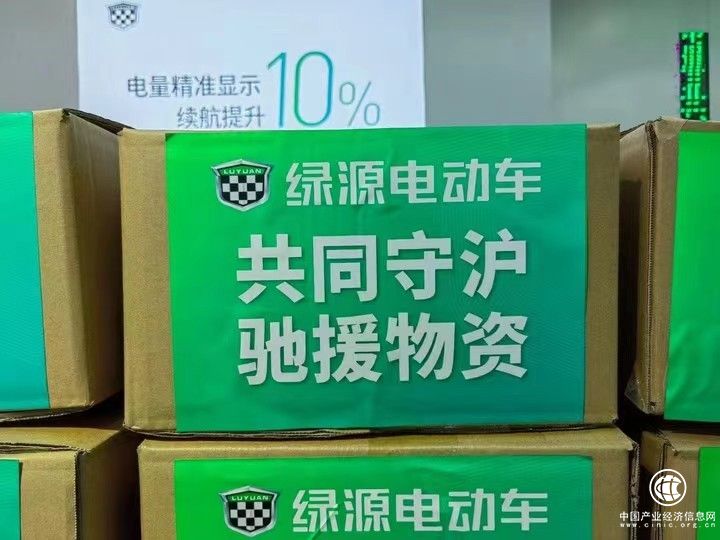 电量精准显示
续航提升 10%
LUYUAN 绿源电动车
共同守沪
驰援物资
LUYUAN 绿源电动车
中国产业经济信息网
www.cinic.org.cn